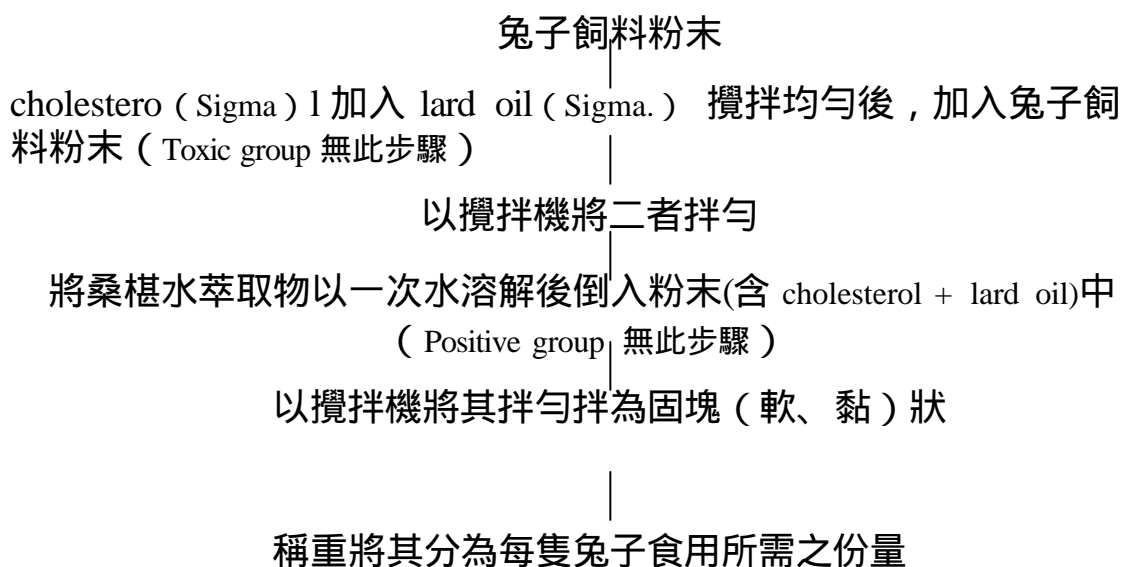 兔子飼料粉末
cholestero（Sigma）l 加入 lard oil（Sigma.） 攪拌均勻後，加入兔子飼
料粉末（Toxic group 無此步驟）
以攪拌機將二者拌勻
將桑椹水萃取物以一次水溶解後倒入粉末(含 cholesterol + lard oil)中
（Positive group 無此步驟）
以攪拌機將其拌勻拌為固塊（軟、黏）狀
稱重將其分為每隻兔子食用所需之份量